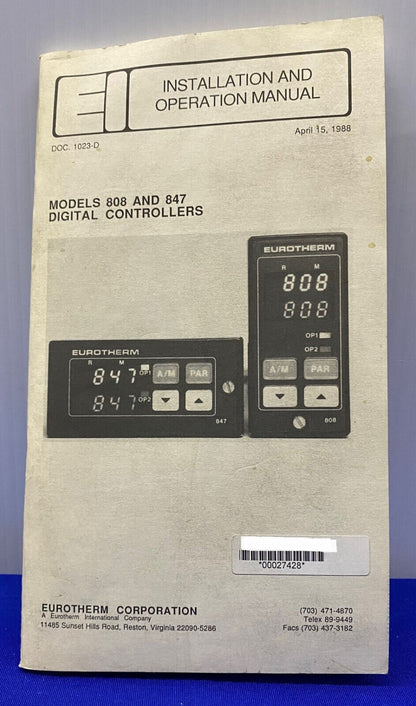 EI
INSTALLATION AND
OPERATION MANUAL
DOC. 1023-D
April 15, 1988
MODELS 808 AND 847
DIGITAL CONTROLLERS
EUROTHERM
R M
808
808
OP1
OP2
A/M PAR
808
EUROTHERM
R M
847 OP1 A/M PAR
847 OP2
847
*00027428*
EUROTHERM CORPORATION
A Eurotherm International Company
11485 Sunset Hills Road, Reston, Virginia 22090-5286
(703) 471-4870
Telex 89-9449
Facs (703) 437-3182